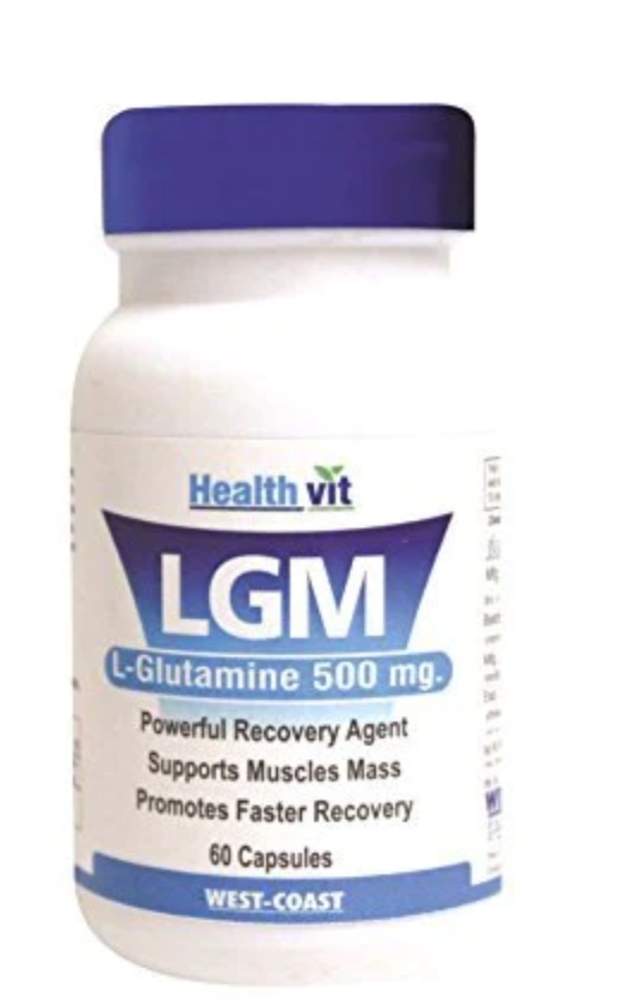 Health vit
LGM
L-Glutamine 500 mg.
Powerful Recovery Agent
Supports Muscles Mass
Promotes Faster Recovery
60 Capsules
WEST-COAST